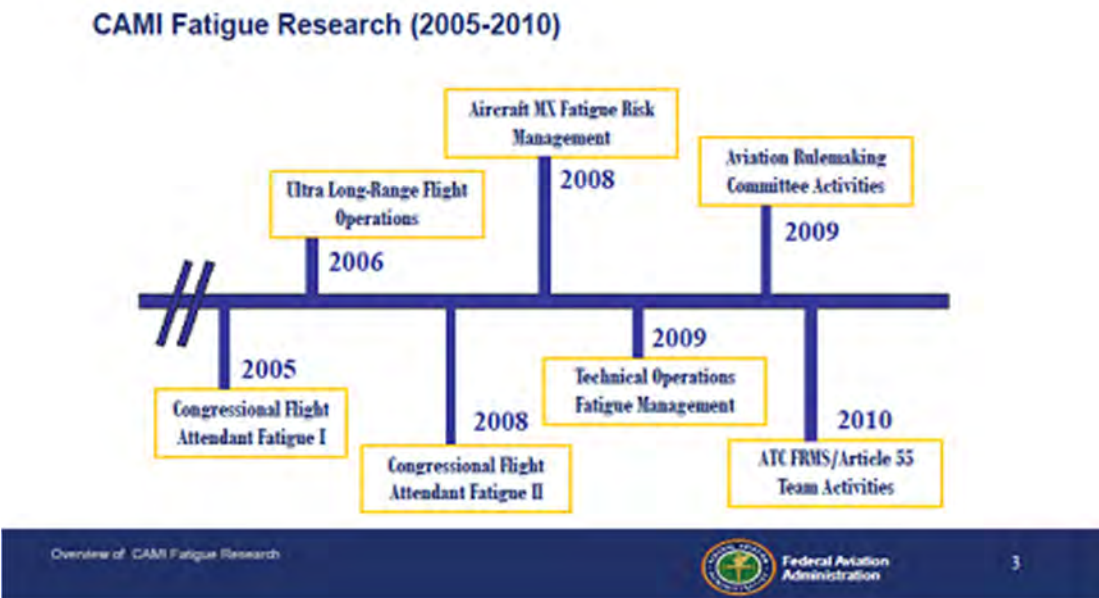 CAMI Fatigue Research (2005-2010)
Aircraft MX Fatigue Risk
Management
2008
Aviation Rulemaking
Committee Activities
2009
Ultra Long-Range Flight
Operations
2006
2005
Congressional Flight
Attendant Fatigue I
2008
Congressional Flight
Attendant Fatigue II
2009
Technical Operations
Fatigue Management
2010
ATC FRMS/Article 55
Team Activities
Overview of CAMI Fatigue Research
Federal Aviation
Administration
3